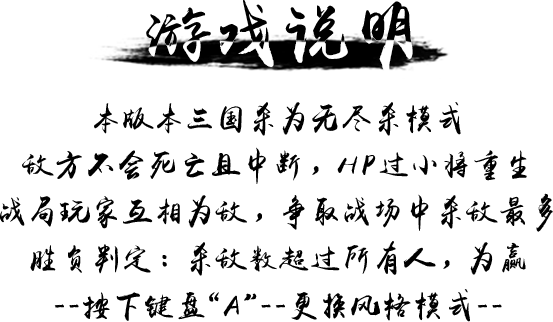 游戏说明
本版本三国杀为无尽杀模式
敌方不会死亡且中断，HP过小将重生
战局玩家互相为敌，争取战场中杀敌最多
胜负判定：杀敌数超过所有人，为赢
--按下键盘“A”--更换风格模式--